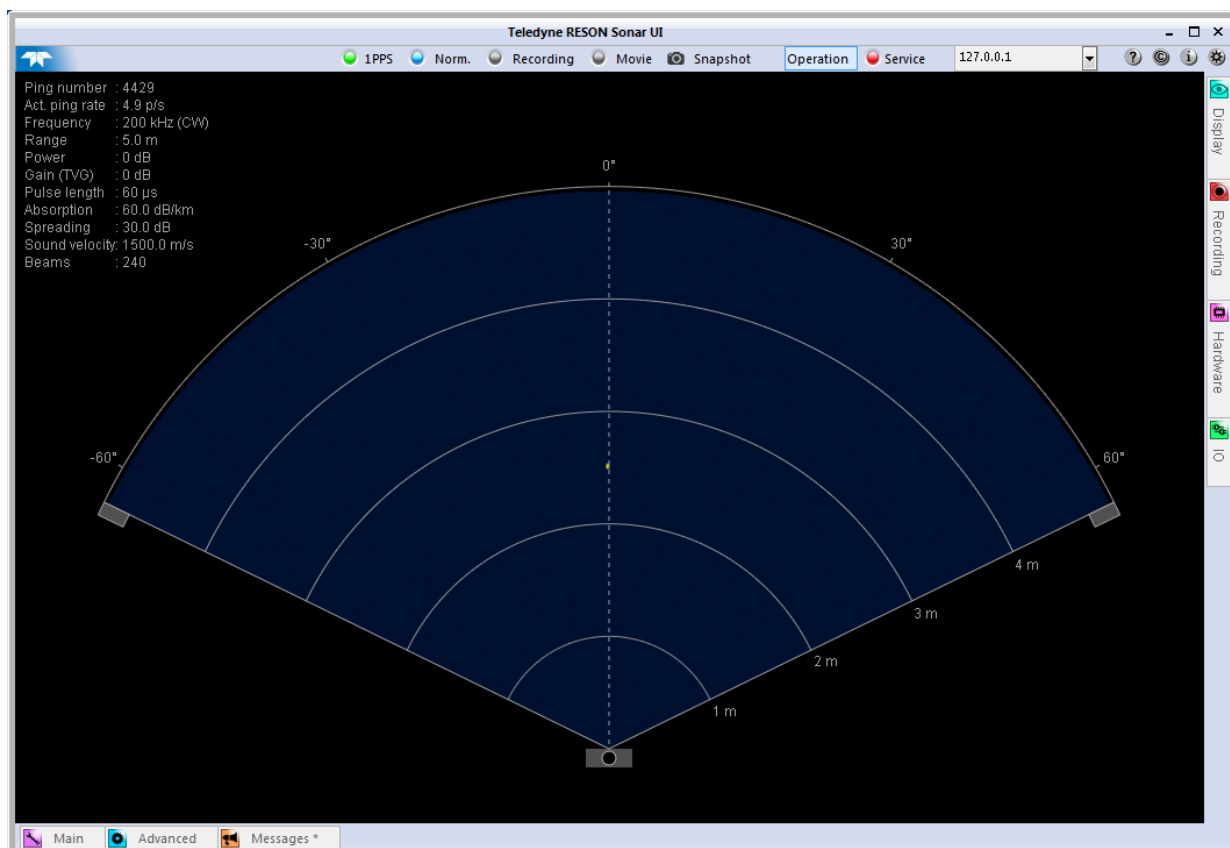 Teledyne RESON Sonar UI
1PPS Norm. Recording Movie Snapshot Operation Service 127.0.0.1
Ping number : 4429
Act. ping rate : 4.9 p/s
Frequency : 200 kHz (CW)
Range : 5.0 m
Power : 0 dB
Gain (TVG) : 0 dB
Pulse length : 60 µs
Absorption : 60.0 dB/km
Spreading : 30.0 dB
Sound velocity: 1500.0 m/s
Beams : 240
0°
-30°
30°
-60°
60°
4 m
3 m
2 m
1 m
Display
Recording
Hardware
IO
Main Advanced Messages *